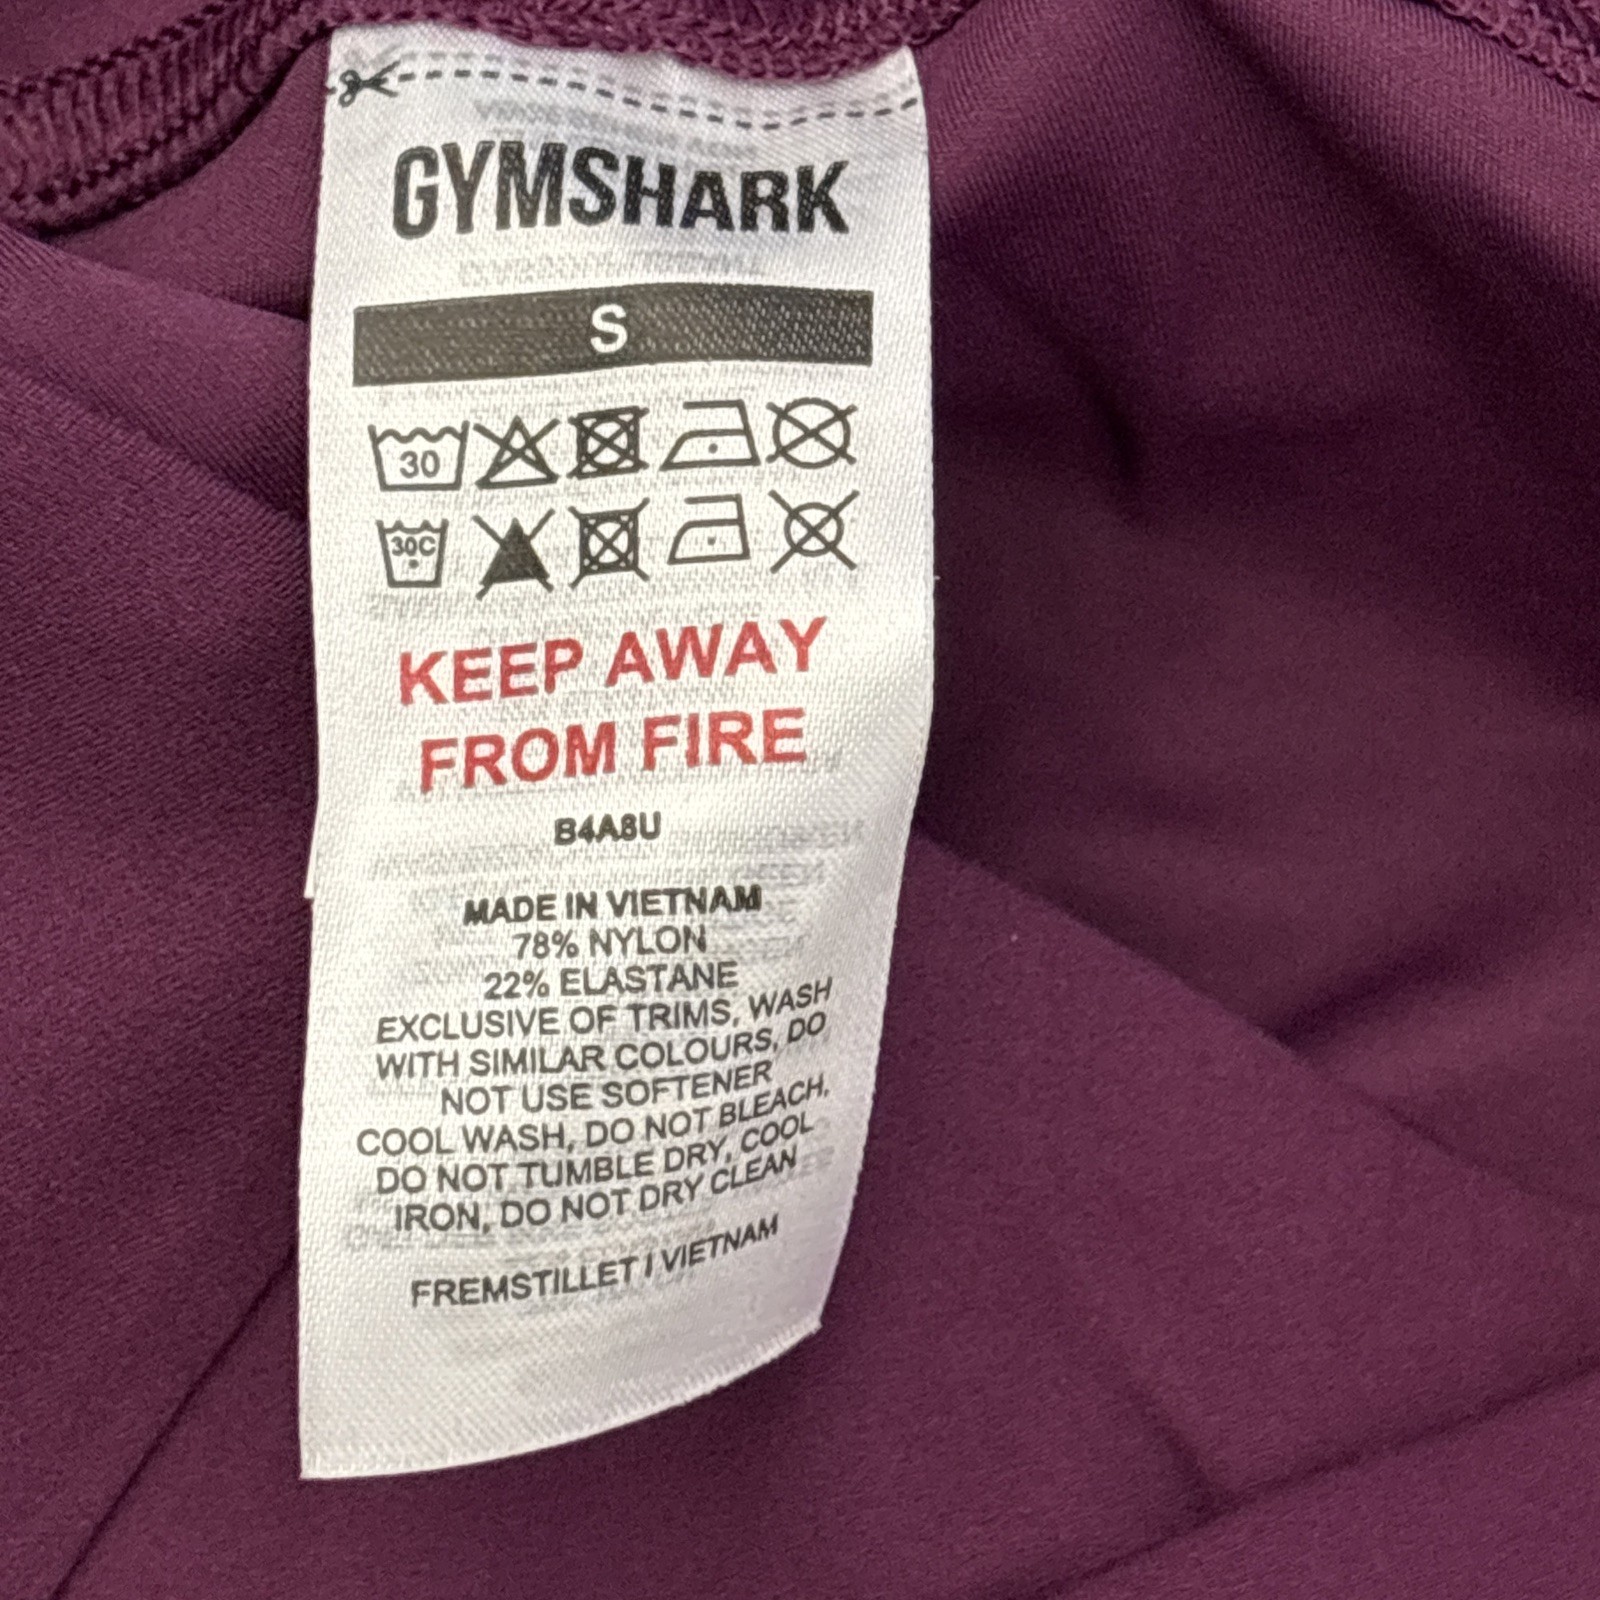 GYMSHARK
S
30
30C
KEEP AWAY
FROM FIRE
B4A8U
MADE IN VIETNAM
78% NYLON
22% ELASTANE
EXCLUSIVE OF TRIMS, WASH
WITH SIMILAR COLOURS, DO
NOT USE SOFTENER
COOL WASH, DO NOT BLEACH,
DO NOT TUMBLE DRY, COOL
IRON, DO NOT DRY CLEAN
FREMSTILLET I VIETNAM